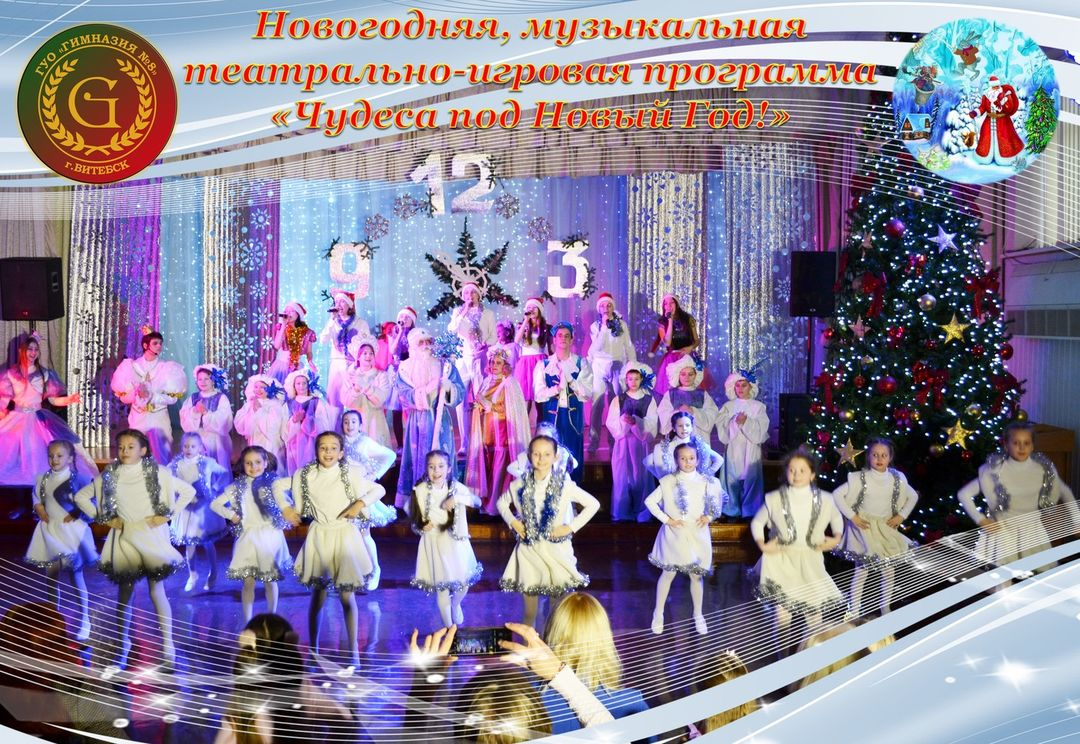 Новогодняя, музыкальная
театрально-игровая программа
«Чудеса под Новый Год!»
ГУО «ГИМНАЗИЯ №8»
G
г.ВИТЕБСК
12
9
3